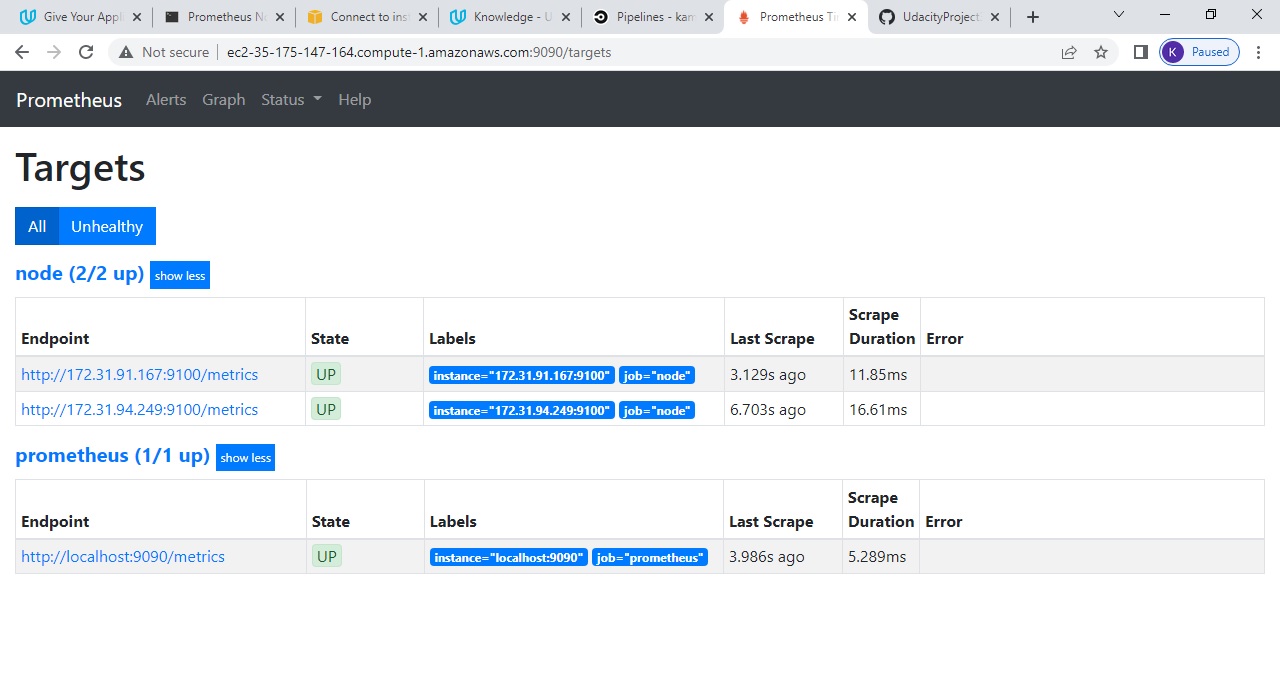 Give Your Appl
Prometheus N
Connect to inst
Knowledge - U
Pipelines - kam
Prometheus Ti
UdacityProject
Not secure
ec2-35-175-147-164.compute-1.amazonaws.com:9090/targets
K Paused
Prometheus Alerts Graph Status Help
Targets
All Unhealthy
node (2/2 up) show less
Endpoint State Labels Last Scrape Scrape Duration Error
http://172.31.91.167:9100/metrics UP instance="172.31.91.167:9100" job="node" 3.129s ago 11.85ms
http://172.31.94.249:9100/metrics UP instance="172.31.94.249:9100" job="node" 6.703s ago 16.61ms
prometheus (1/1 up) show less
Endpoint State Labels Last Scrape Scrape Duration Error
http://localhost:9090/metrics UP instance="localhost:9090" job="prometheus" 3.986s ago 5.289ms